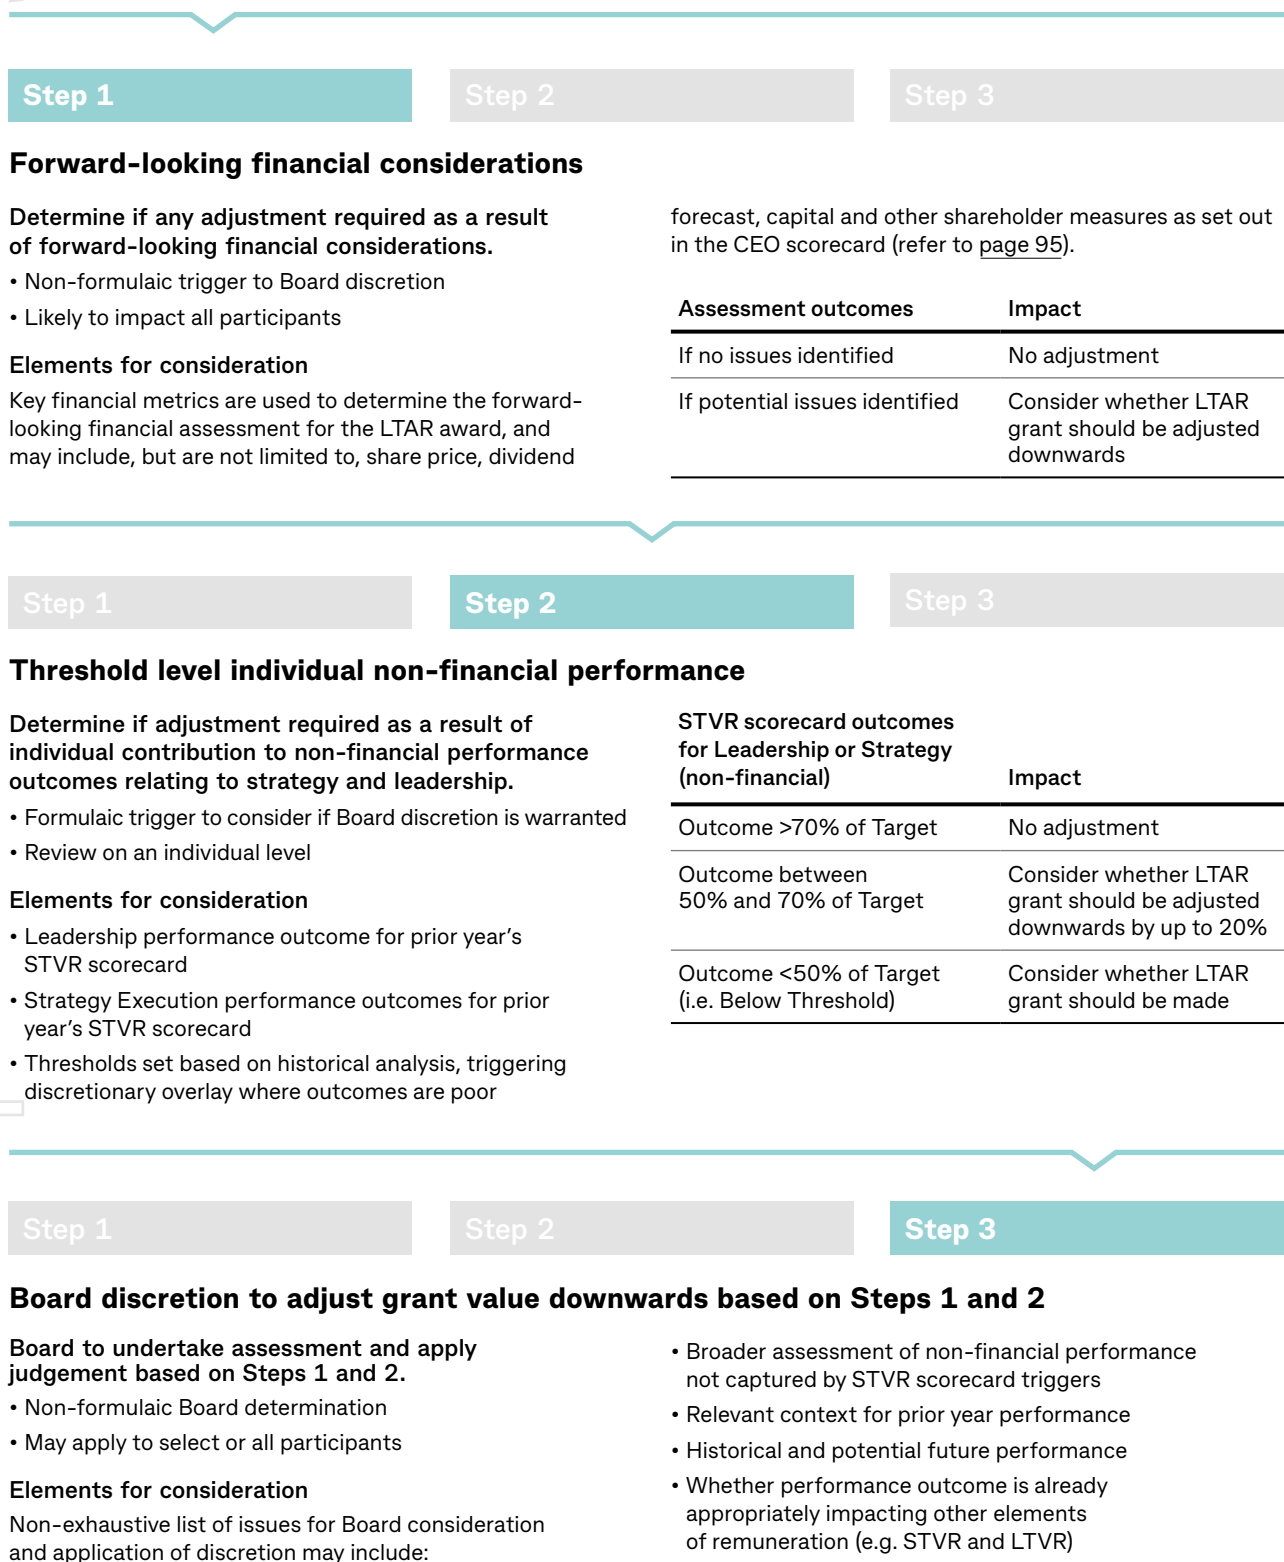 Step 1
Step 2
Step 3
Forward-looking financial considerations
Determine if any adjustment required as a result
of forward-looking financial considerations.
• Non-formulaic trigger to Board discretion
• Likely to impact all participants
Elements for consideration
Key financial metrics are used to determine the forward-
looking financial assessment for the LTAR award, and
may include, but are not limited to, share price, dividend
forecast, capital and other shareholder measures as set out
in the CEO scorecard (refer to page 95).
Assessment outcomes Impact
If no issues identified No adjustment
If potential issues identified Consider whether LTAR
grant should be adjusted
downwards
Step 1
Step 2
Step 3
Threshold level individual non-financial performance
Determine if adjustment required as a result of
individual contribution to non-financial performance
outcomes relating to strategy and leadership.
• Formulaic trigger to consider if Board discretion is warranted
• Review on an individual level
Elements for consideration
• Leadership performance outcome for prior year's
STVR scorecard
• Strategy Execution performance outcomes for prior
year's STVR scorecard
• Thresholds set based on historical analysis, triggering
discretionary overlay where outcomes are poor
STVR scorecard outcomes
for Leadership or Strategy
(non-financial) Impact
Outcome >70% of Target No adjustment
Outcome between Consider whether LTAR
50% and 70% of Target grant should be adjusted
downwards by up to 20%
Outcome <50% of Target Consider whether LTAR
(i.e. Below Threshold) grant should be made
Step 1
Step 2
Step 3
Board discretion to adjust grant value downwards based on Steps 1 and 2
Board to undertake assessment and apply
judgement based on Steps 1 and 2.
• Non-formulaic Board determination
• May apply to select or all participants
Elements for consideration
Non-exhaustive list of issues for Board consideration
and application of discretion may include:
• Broader assessment of non-financial performance
not captured by STVR scorecard triggers
• Relevant context for prior year performance
• Historical and potential future performance
• Whether performance outcome is already
appropriately impacting other elements
of remuneration (e.g. STVR and LTVR)